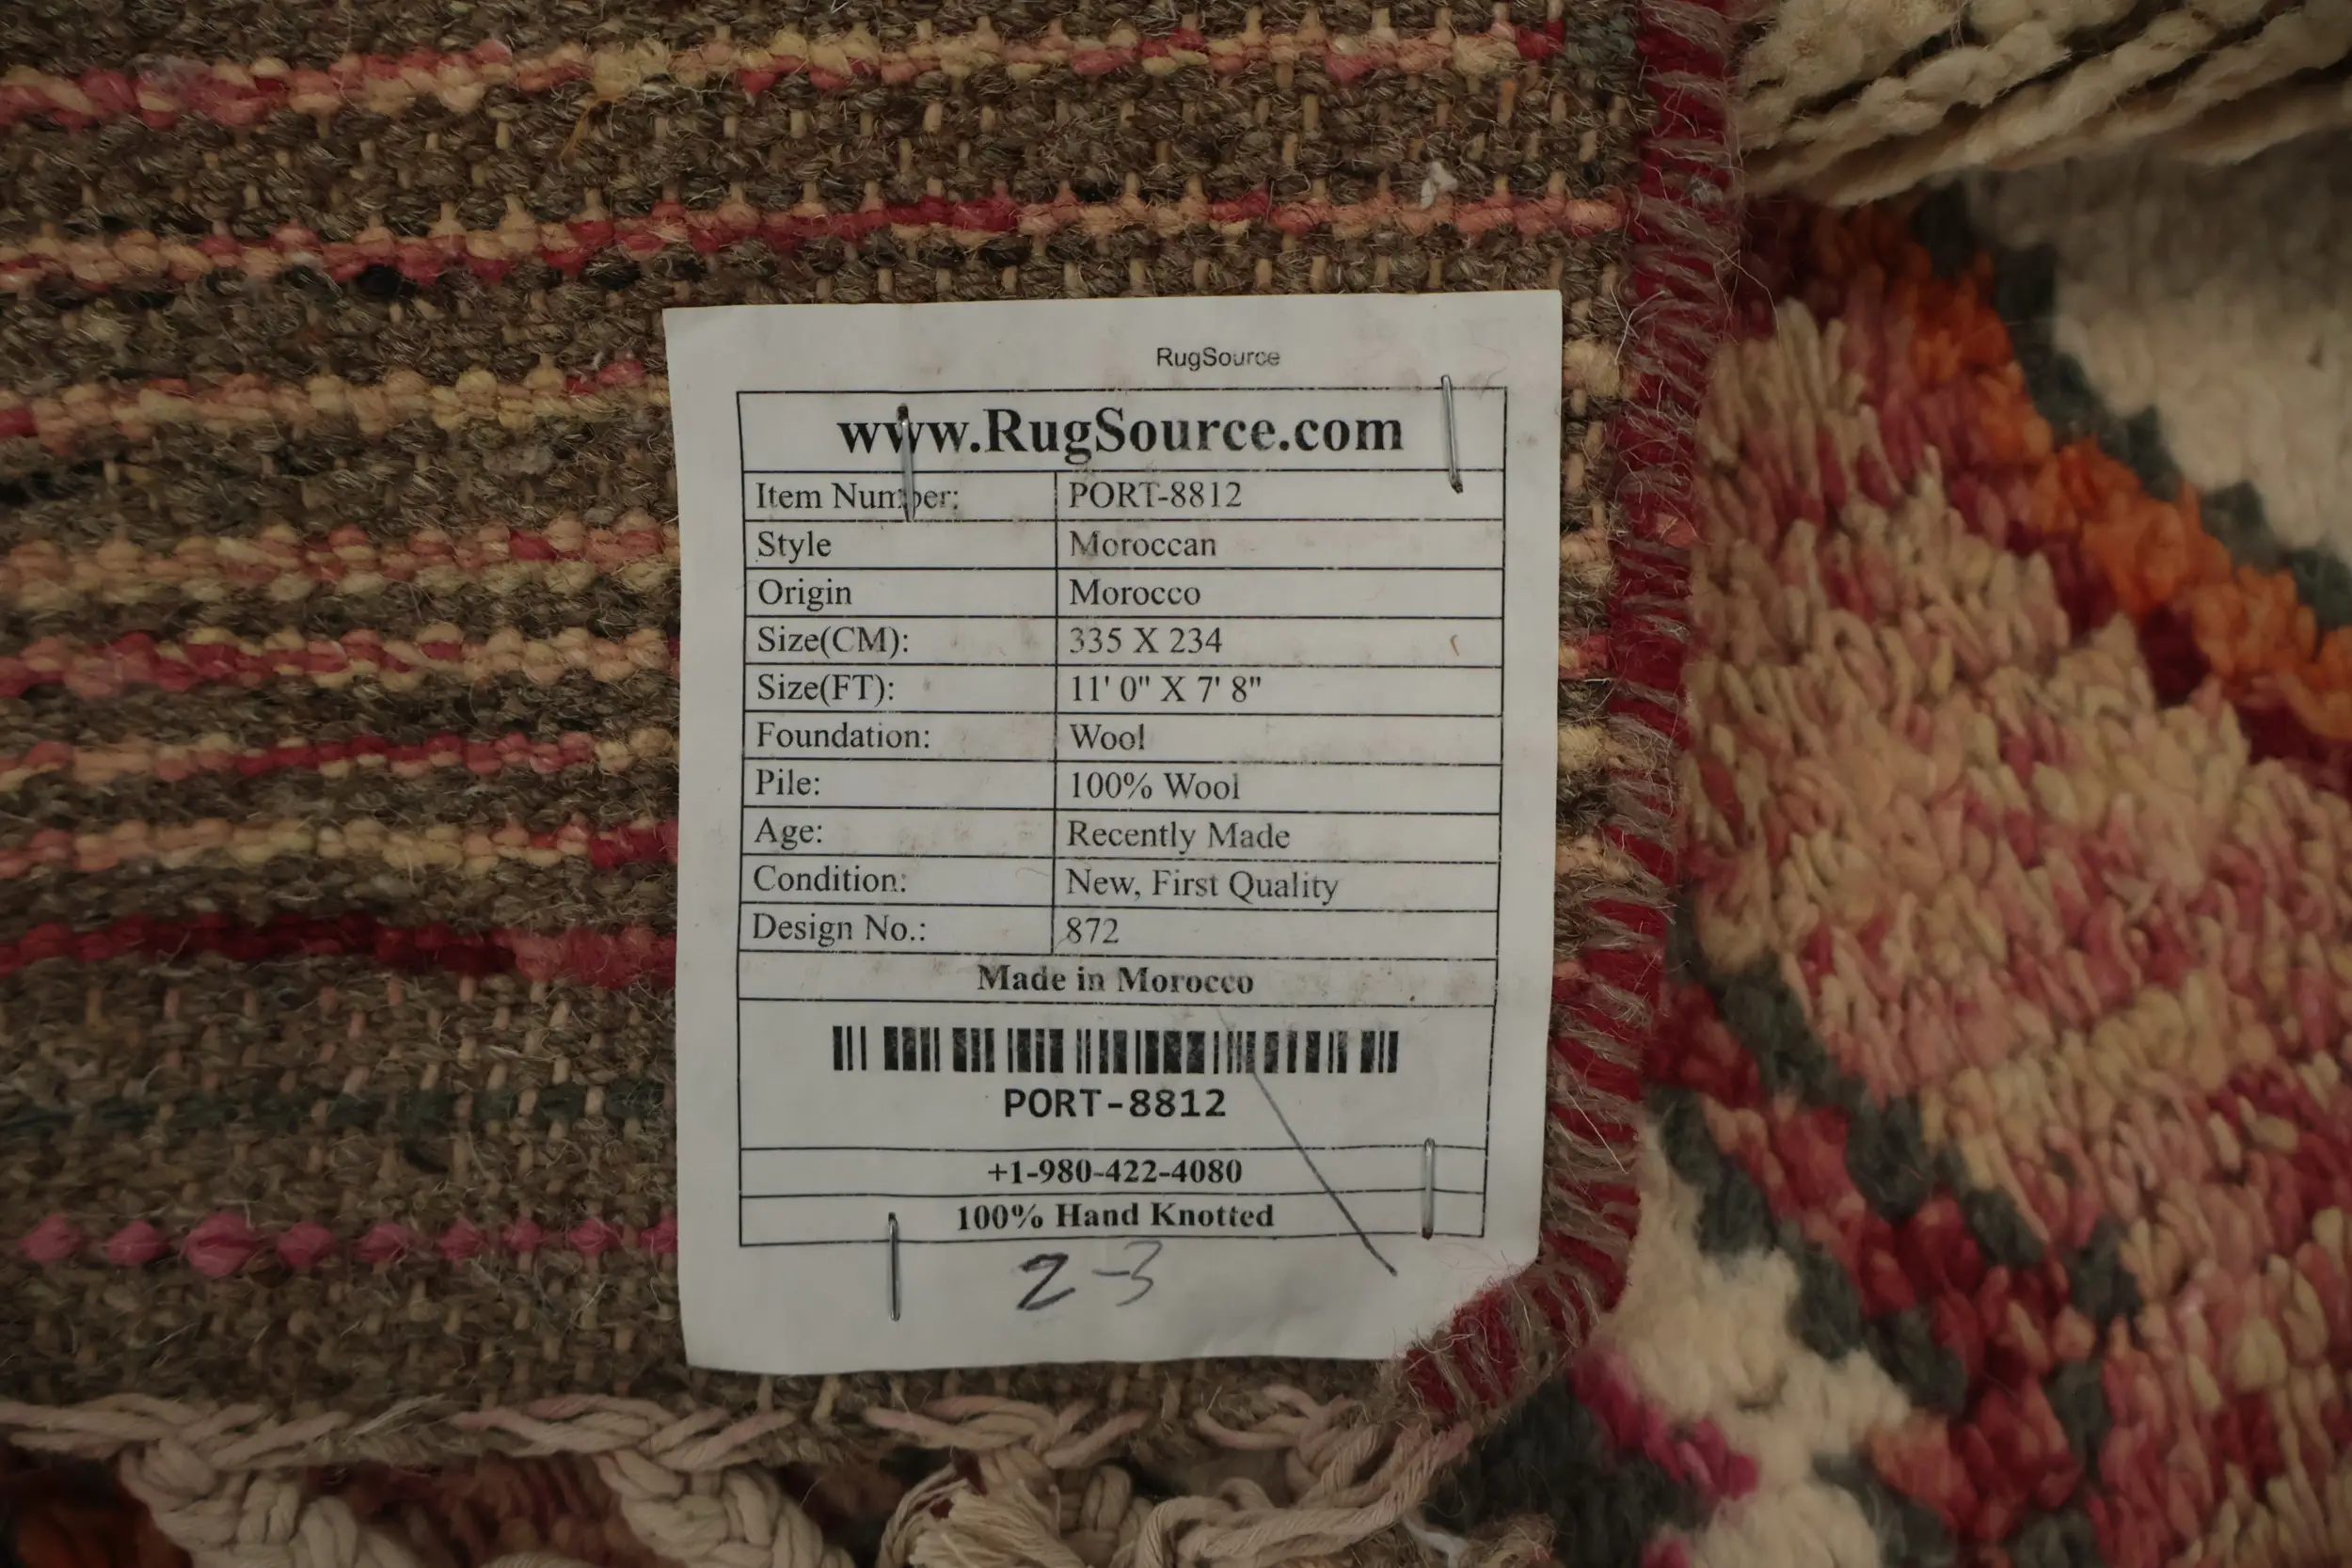 RugSource
www.RugSource.com
Item Number: PORT-8812
Style Moroccan
Origin Morocco
Size(CM): 335 X 234
Size(FT): 11' 0" X 7' 8"
Foundation: Wool
Pile: 100% Wool
Age: Recently Made
Condition: New, First Quality
Design No.: 872
Made in Morocco
PORT-8812
+1-980-422-4080
100% Hand Knotted
2-3